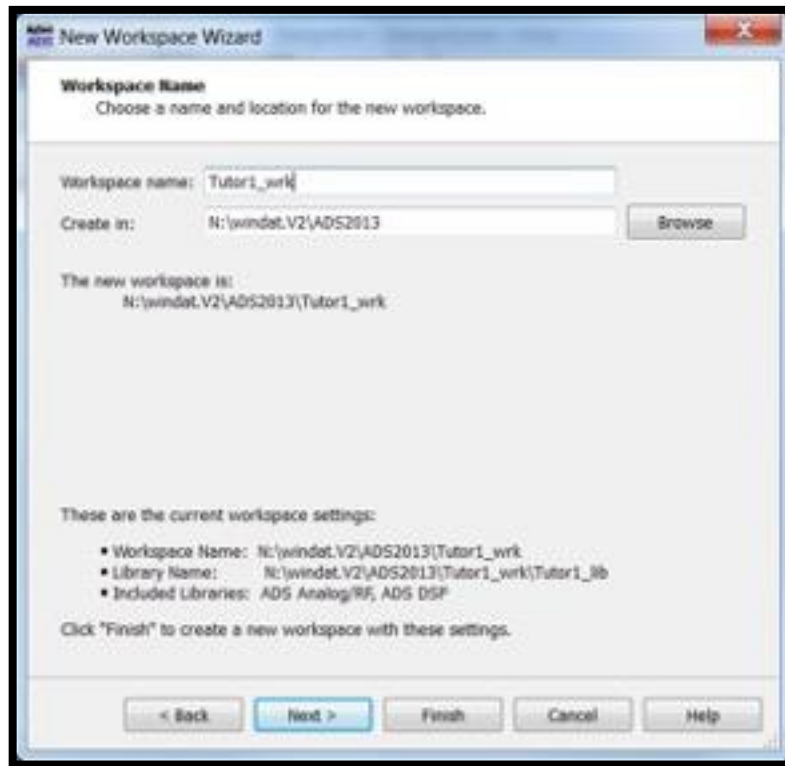 New Workspace Wizard
Workspace Name
Choose a name and location for the new workspace.
Workspace name: Tutor1_wrk
Create in: N:\windat.V2\ADS2013 Browse
The new workspace is:
N:\windat.V2\ADS2013\Tutor1_wrk
These are the current workspace settings:
• Workspace Name: N:\windat.V2\ADS2013\Tutor1_wrk
• Library Name: N:\windat.V2\ADS2013\Tutor1_wrk\Tutor1_lib
• Included Libraries: ADS Analog/RF, ADS DSP
Click "Finish" to create a new workspace with these settings.
< Back Next > Finish Cancel Help